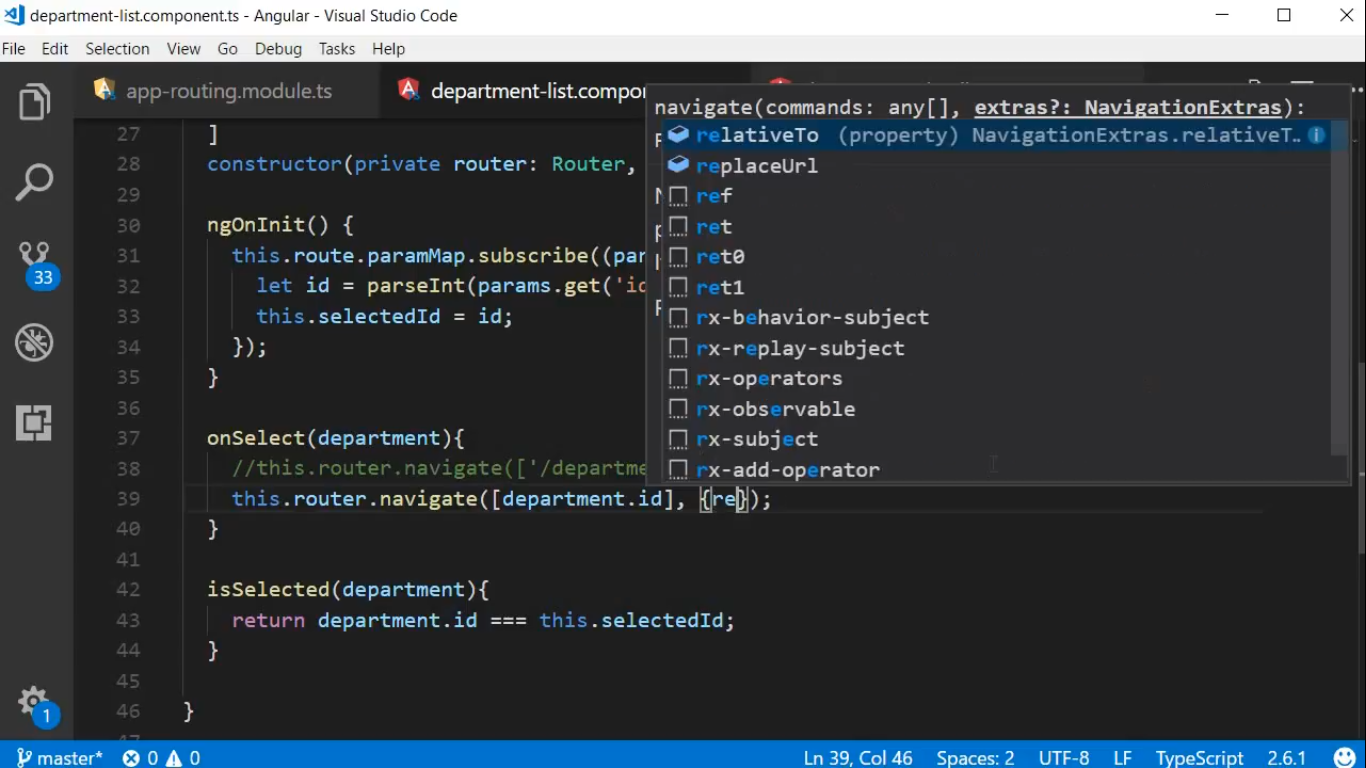 department-list.component.ts - Angular - Visual Studio Code
File Edit Selection View Go Debug Tasks Help
app-routing.module.ts department-list.compo
navigate(commands: any[], extras?: NavigationExtras):
relativeTo (property) NavigationExtras.relativeT…
replaceUrl
ref
ret
ret0
ret1
rx-behavior-subject
rx-replay-subject
rx-operators
rx-observable
rx-subject
rx-add-operator
27 ]
28 constructor(private router: Router,
29
30 ngOnInit() {
31 this.route.paramMap.subscribe((par
32 let id = parseInt(params.get('id
33 this.selectedId = id;
34 });
35 }
36
37 onSelect(department){
38 //this.router.navigate(['/departme
39 this.router.navigate([department.id], {re});
40 }
41
42 isSelected(department){
43 return department.id === this.selectedId;
44 }
45
46 }
33
1
master* 0 0 Ln 39, Col 46 Spaces: 2 UTF-8 LF TypeScript 2.6.1